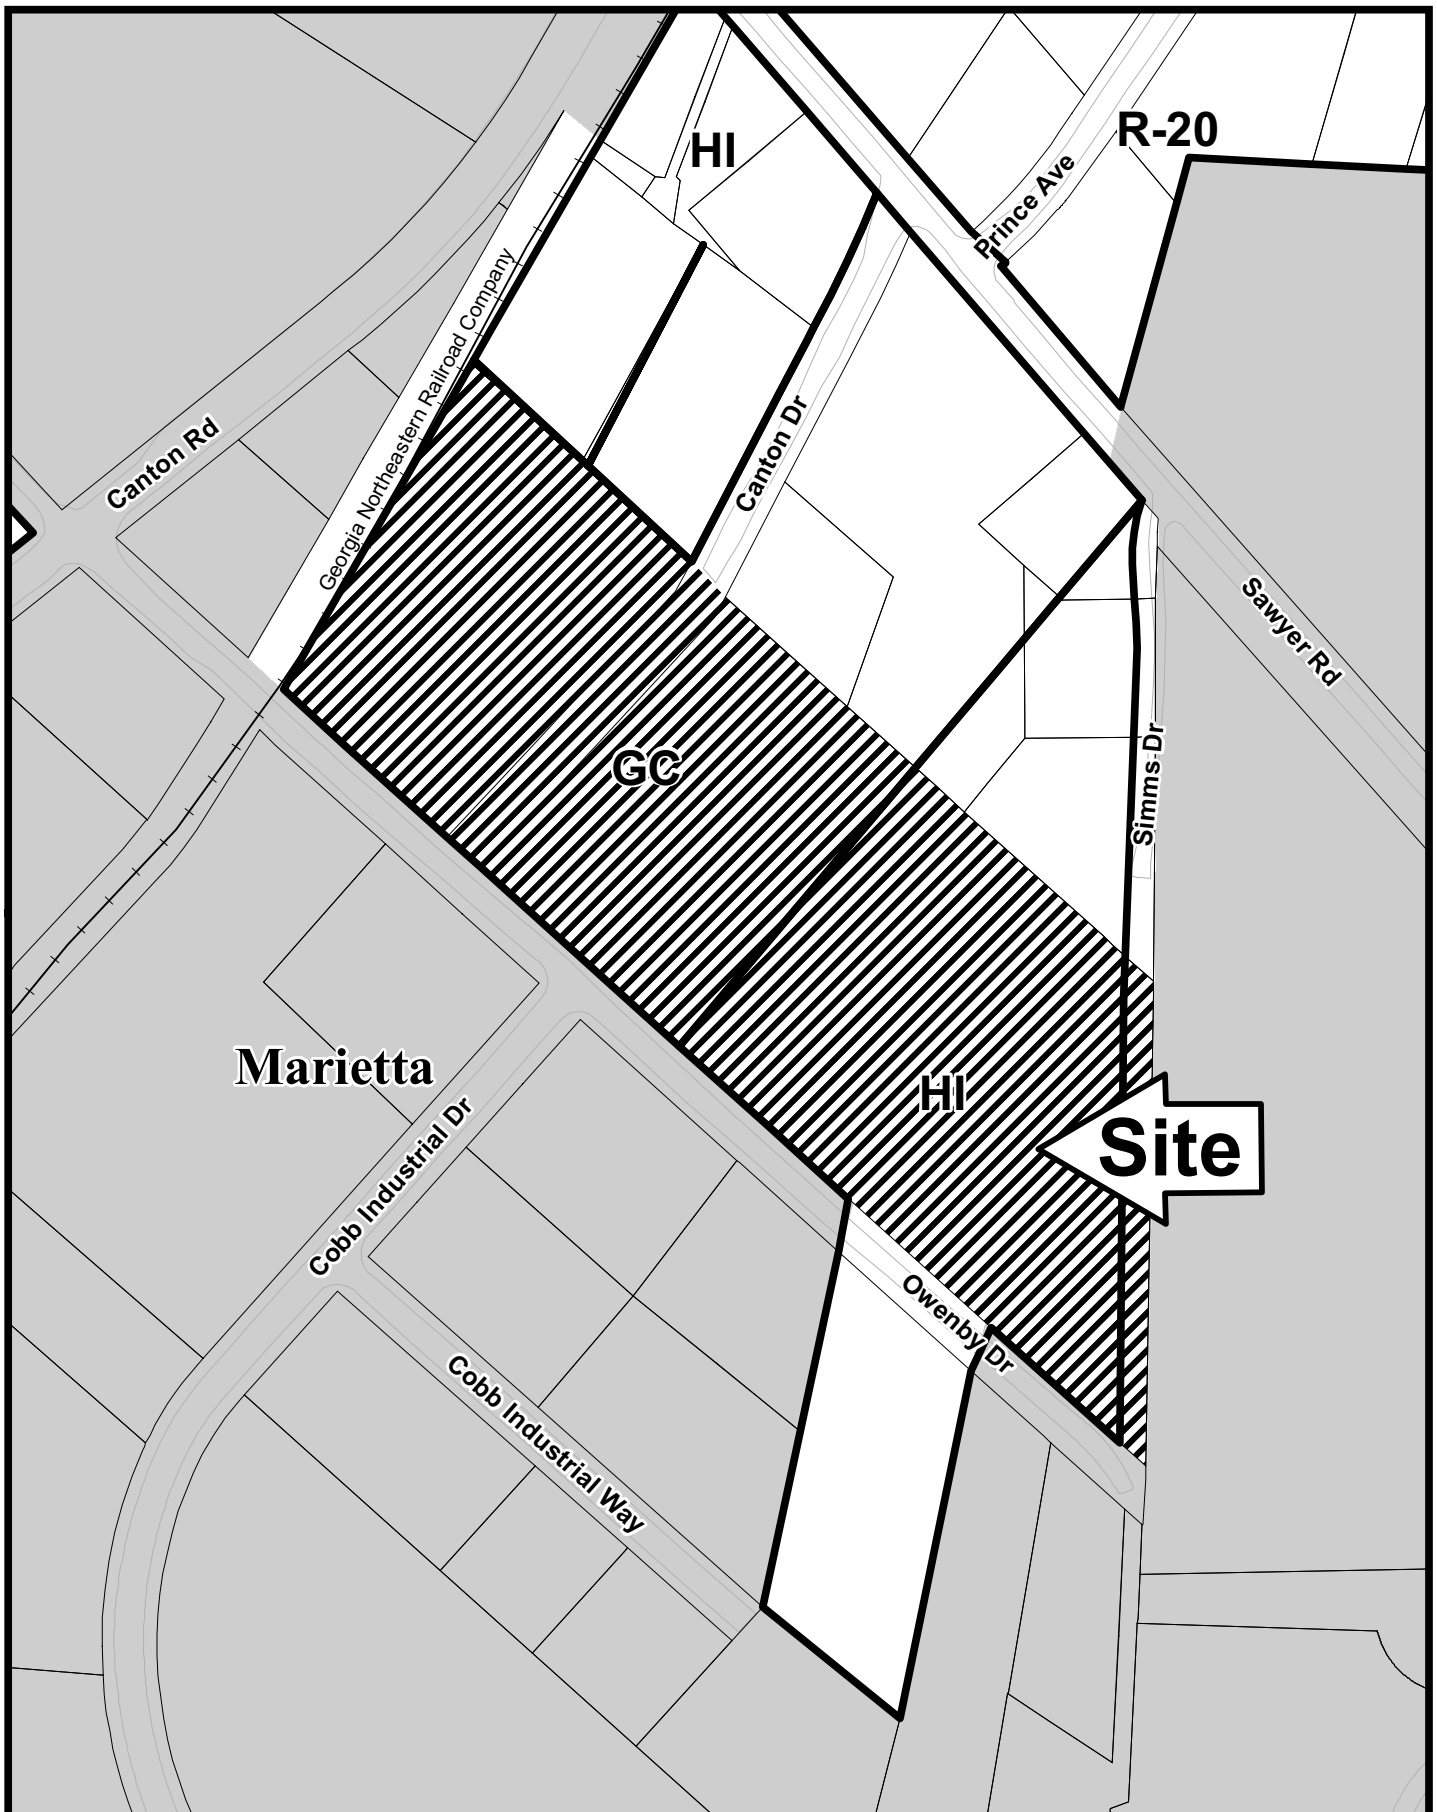 R-20
HI
Prince Ave
Georgia Northeastern Railroad Company
Canton Rd
Canton Dr
Sawyer Rd
GC
Simms Dr
Marietta
HI
Site
Cobb Industrial Dr
Owenby Dr
Cobb Industrial Way